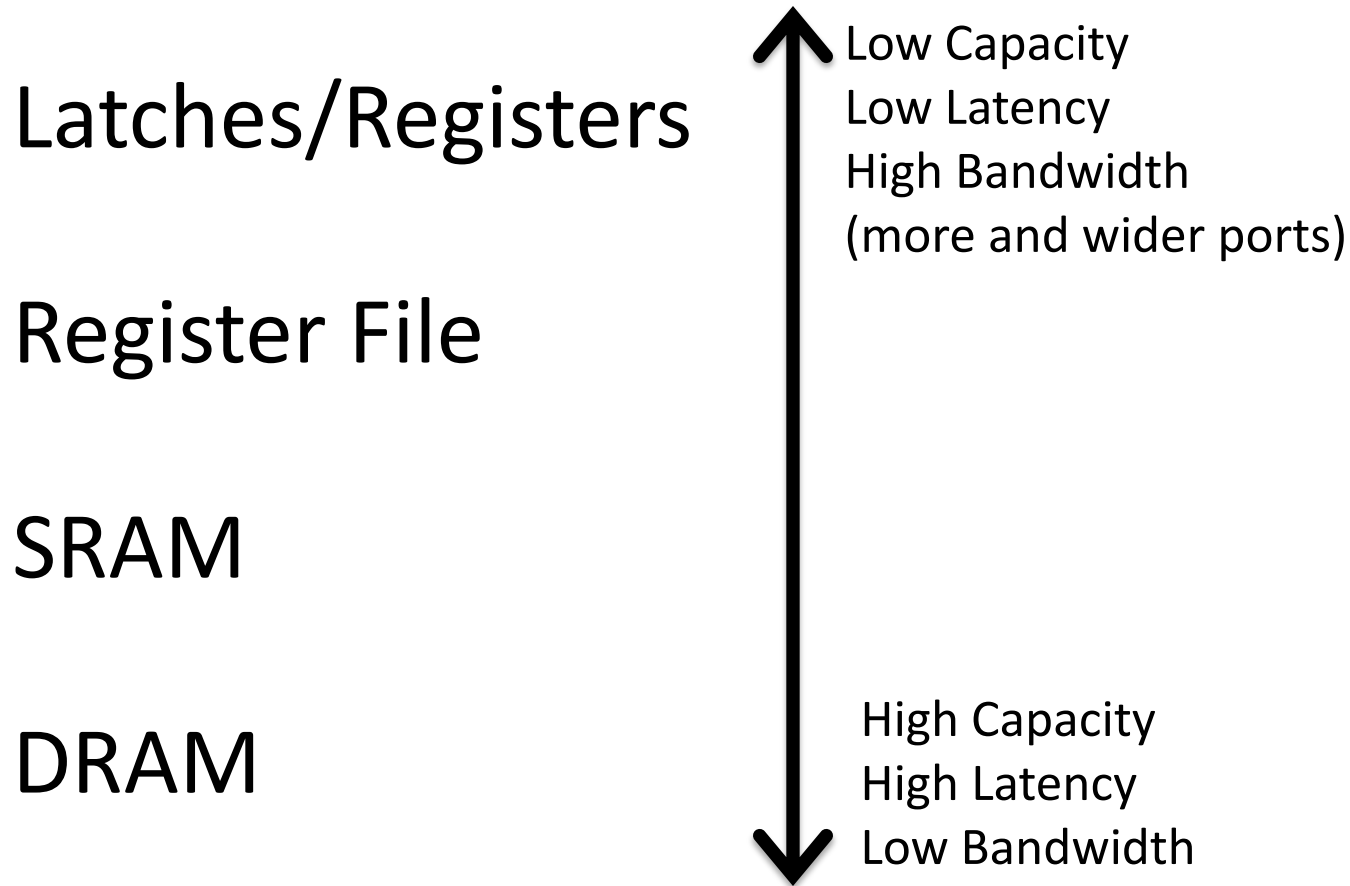 Latches/Registers
Register File
SRAM
DRAM
Low Capacity
Low Latency
High Bandwidth
(more and wider ports)
High Capacity
High Latency
Low Bandwidth